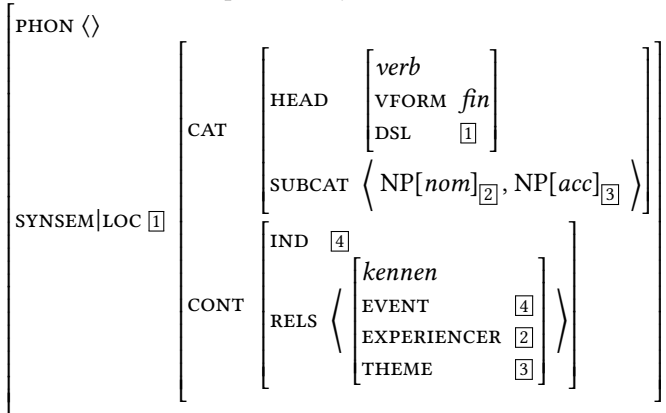 PHON ⟨⟩
SYNSEM|LOC [1]
CAT
HEAD
verb
VFORM fin
DSL [1]
SUBCAT ⟨ NP[nom][2], NP[acc][3] ⟩
CONT
IND [4]
RELS ⟨
kennen
EVENT [4]
EXPERIENCER [2]
THEME [3]
⟩